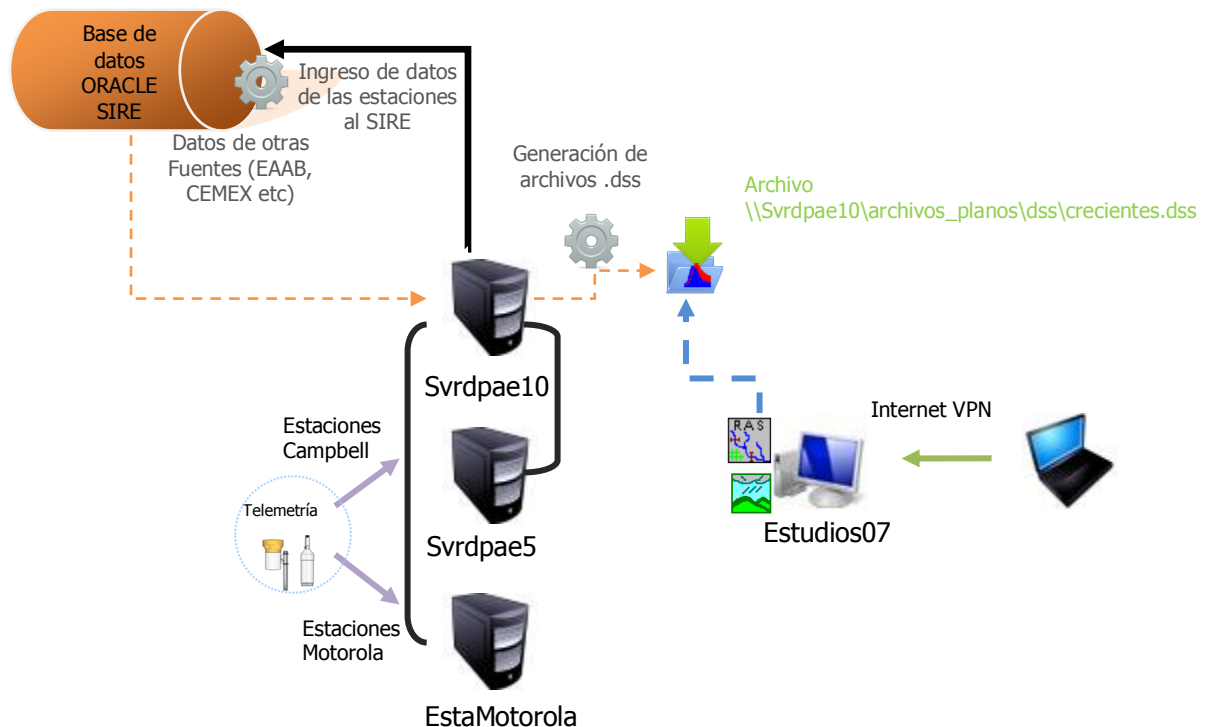 Base de
datos
ORACLE
SIRE
Ingreso de datos
de las estaciones
al SIRE
Datos de otras
Fuentes (EAAB,
CEMEX etc)
Generación de
archivos .dss
Archivo
\\Svrdpae10\archivos_planos\dss\crecientes.dss
Svrdpae10
Estaciones
Campbell
Telemetría
Svrdpae5
Estaciones
Motorola
EstaMotorola
RAS
Internet VPN
Estudios07